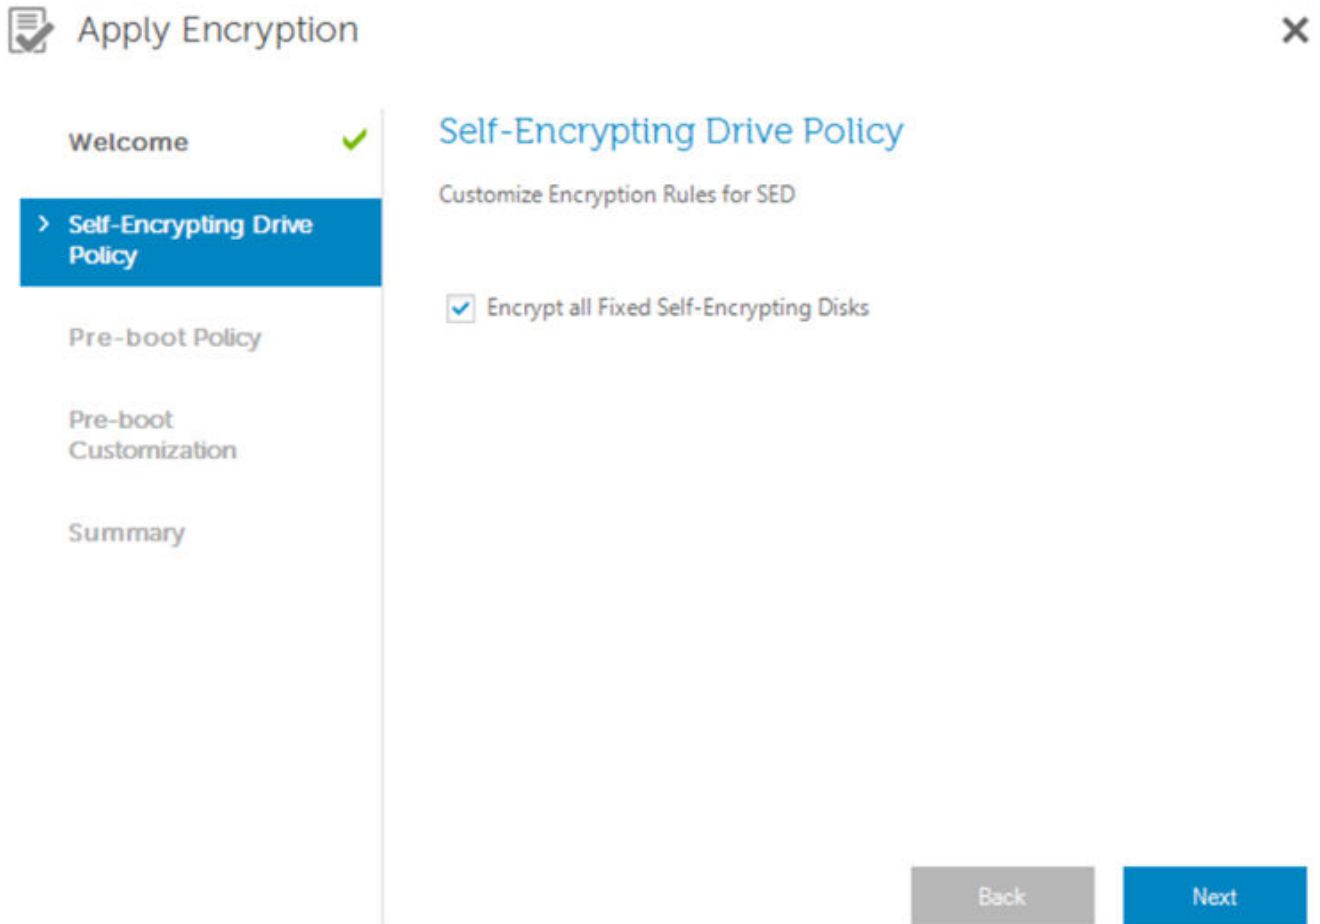 Apply Encryption
Welcome
Self-Encrypting Drive
Policy
Pre-boot Policy
Pre-boot
Customization
Summary
Self-Encrypting Drive Policy
Customize Encryption Rules for SED
Encrypt all Fixed Self-Encrypting Disks
Back
Next